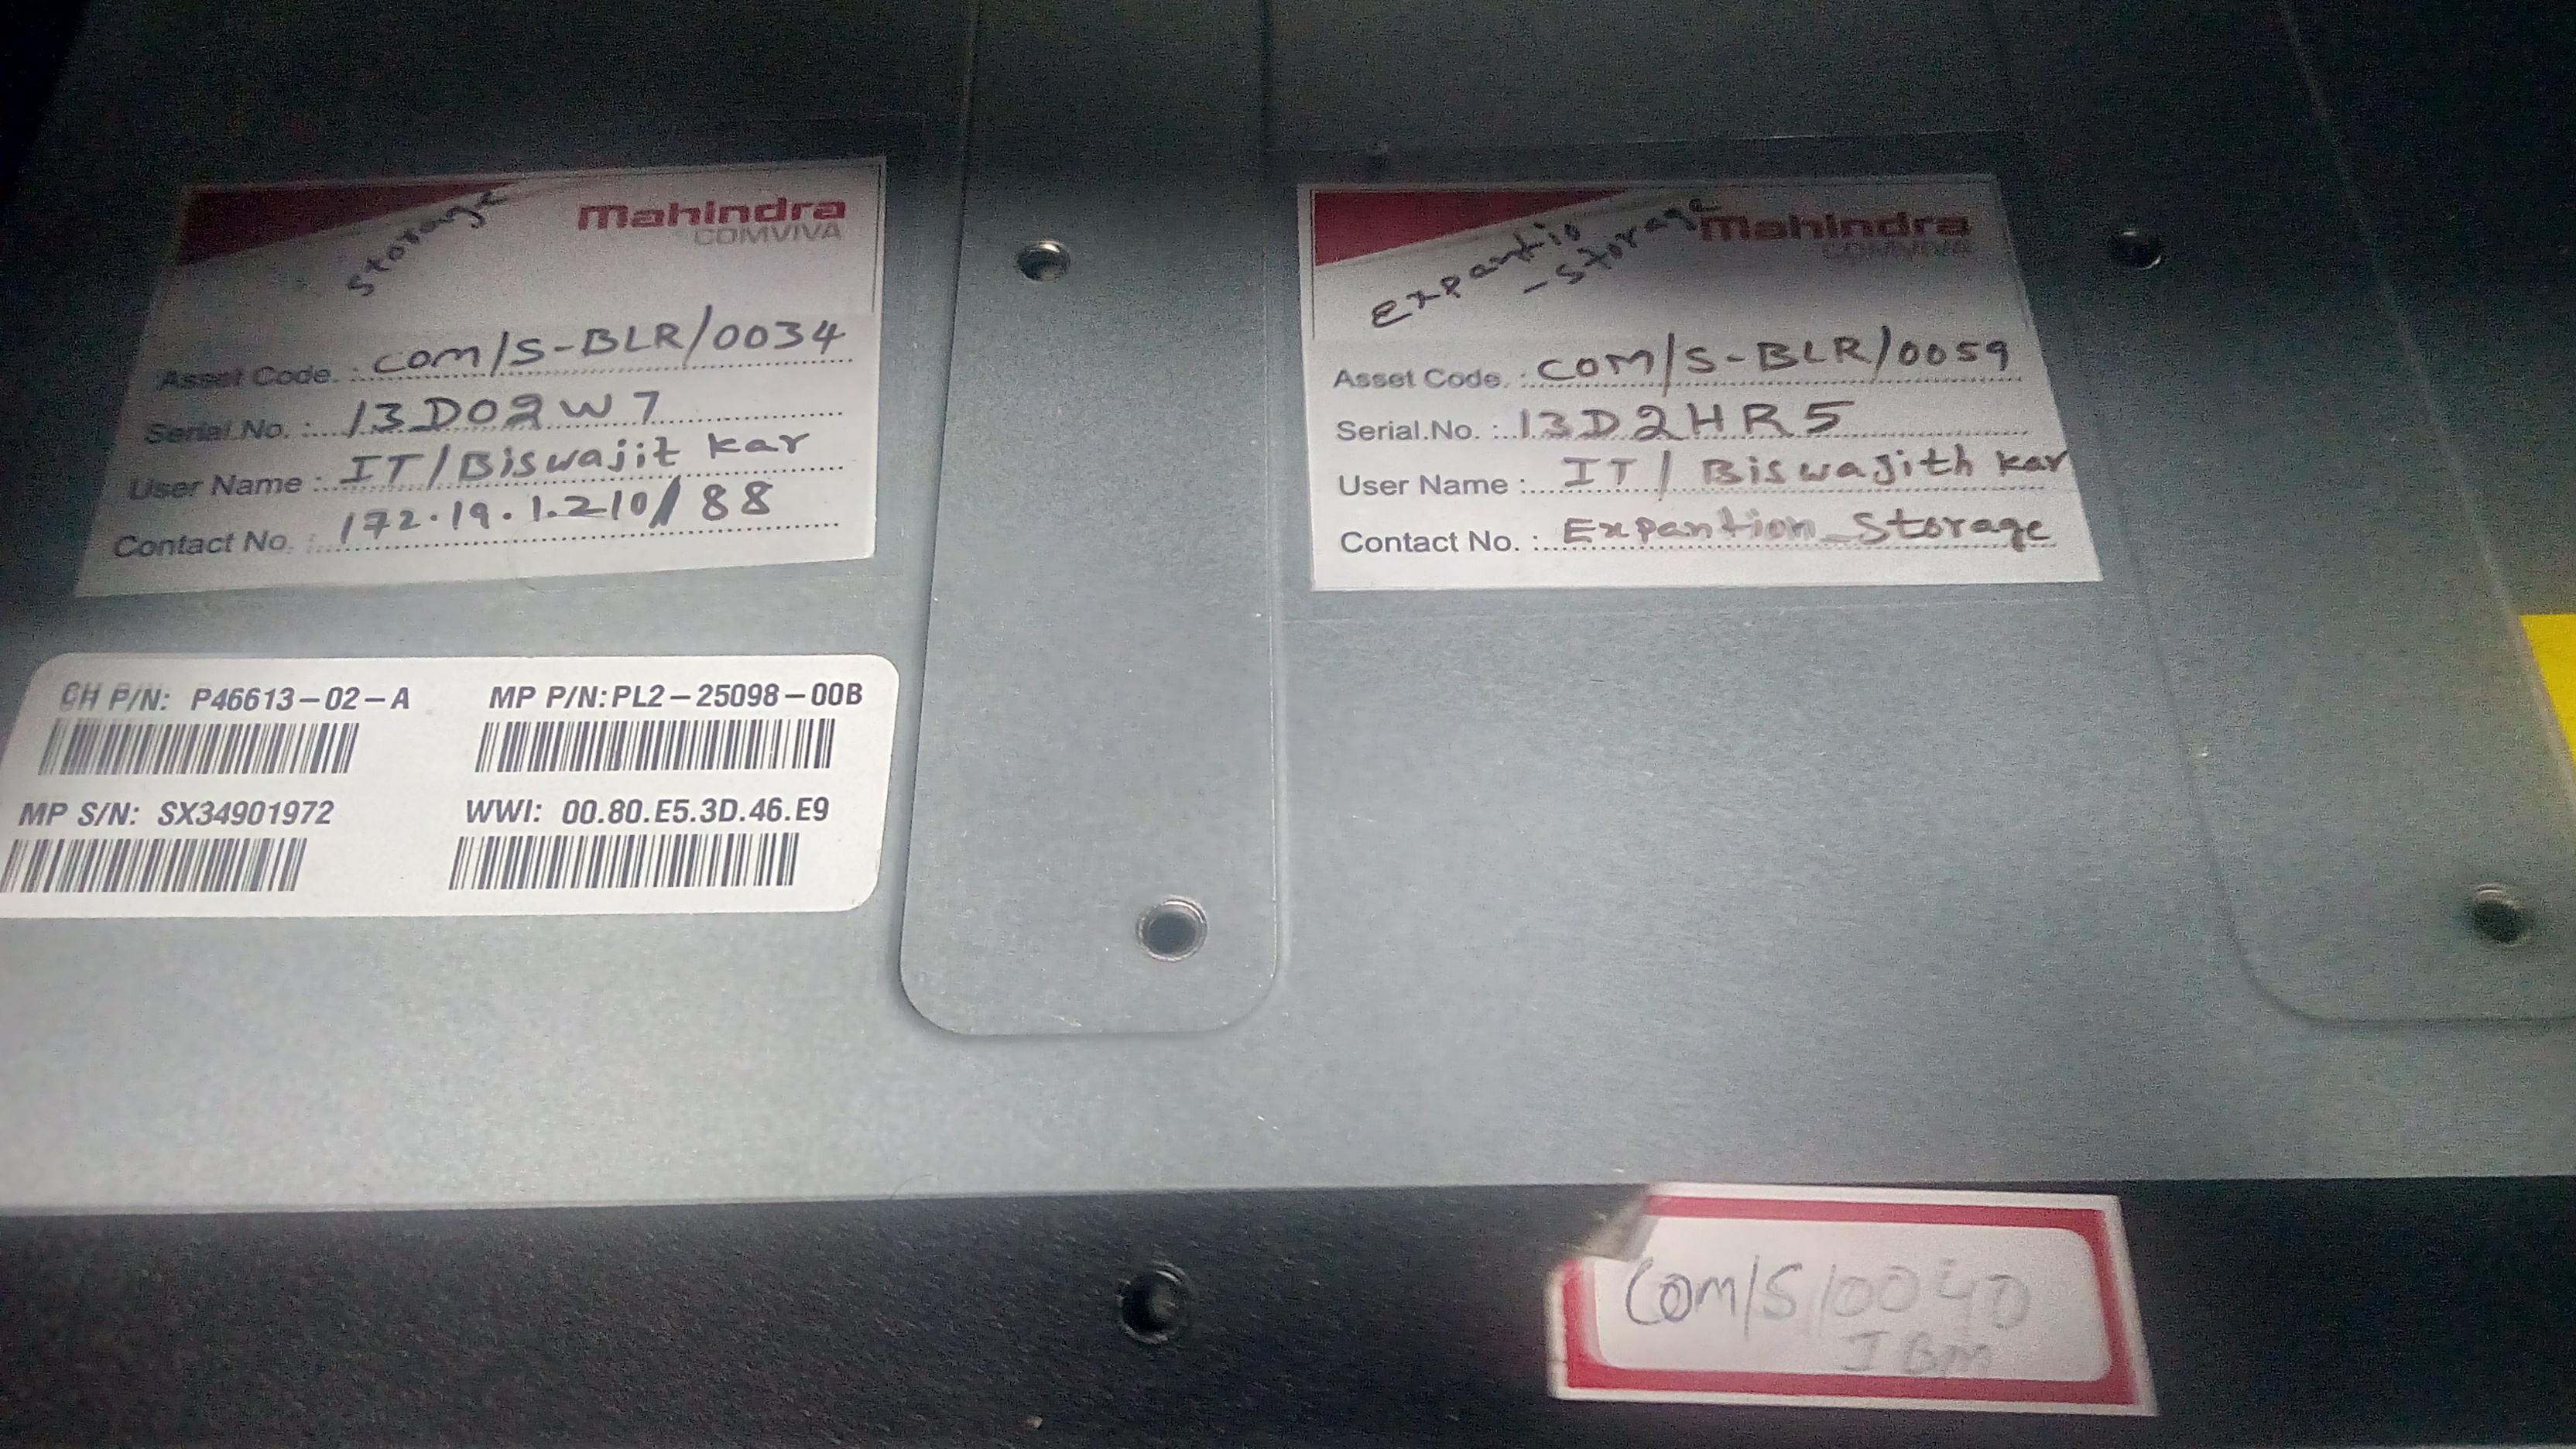 storage
Mahindra
COMVIVA
Asset Code. : com/S-BLR/0034
Serial.No. : 13D02W7
User Name : IT/Biswajit kar
Contact No. : 172.19.1.210/88
CH P/N: P46613-02-A
MP P/N:PL2-25098-00B
MP S/N: SX34901972
WWI: 00.80.E5.3D.46.E9
Expantio
-storage
Mahindra
COMVIVA
Asset Code. : COM/S-BLR/0059
Serial.No. : 13D2HR5
User Name : IT/ Biswajith kar
Contact No. : Expantion_Storage
COM/S/0040
IBM